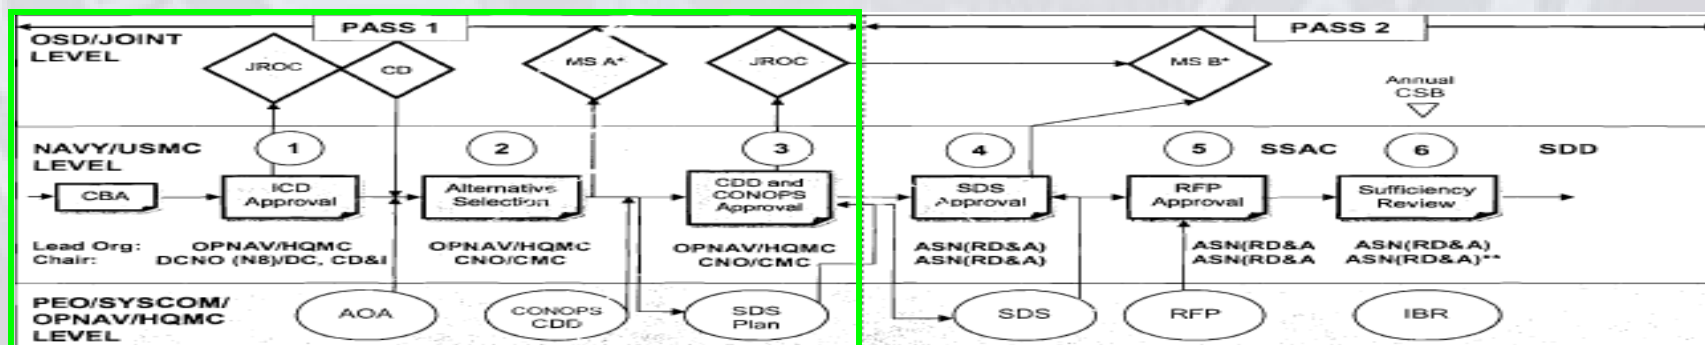 PASS 1
PASS 2
OSD/JOINT
LEVEL
JROC
CD
MS A*
JROC
MS B*
Annual
CSB
NAVY/USMC
LEVEL
1
2
3
4
5
SSAC
6
SDD
CBA
ICD
Approval
Alternative
Selection
CDD and
CONOPS
Approval
SDS
Approval
RFP
Approval
Sufficiency
Review
Lead Org:
Chair:
OPNAV/HQMC
DCNO (N8)/DC, CD&I
OPNAV/HQMC
CNO/CMC
OPNAV/HQMC
CNO/CMC
ASN(RD&A)
ASN(RD&A)
ASN(RD&A
ASN(RD&A
ASN(RD&A)
ASN(RD&A)**
PEO/SYSCOM/
OPNAV/HQMC
LEVEL
AOA
CONOPS
CDD
SDS
Plan
SDS
RFP
IBR